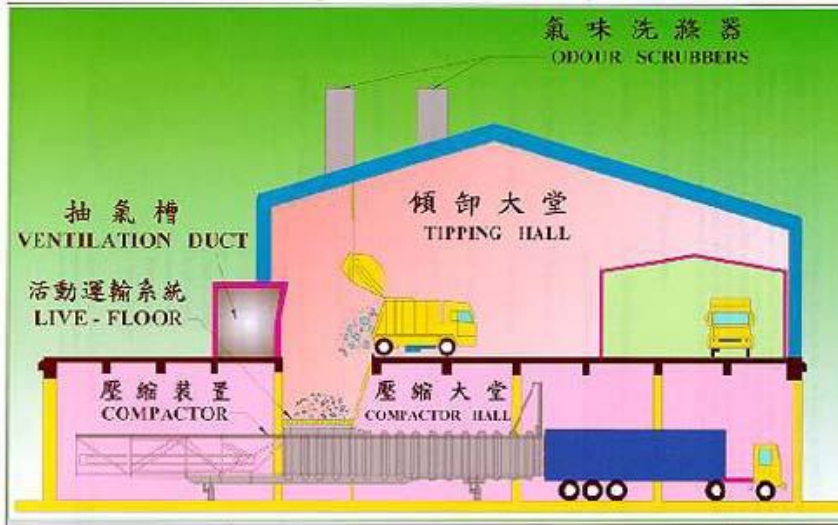 氣味洗滌器
ODOUR SCRUBBERS
抽氣槽
VENTILATION DUCT
傾卸大堂
TIPPING HALL
活動運輸系統
LIVE - FLOOR
壓縮裝置
COMPACTOR
壓縮大堂
COMPACTOR HALL